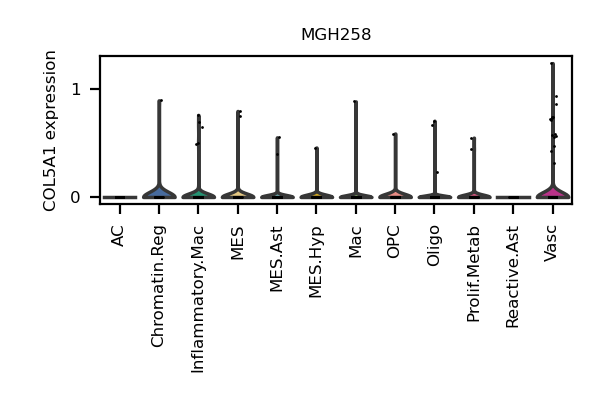 MGH258
COL5A1 expression
1
0
AC
Chromatin.Reg
Inflammatory.Mac
MES
MES.Ast
MES.Hyp
Mac
OPC
Oligo
Prolif.Metab
Reactive.Ast
Vasc